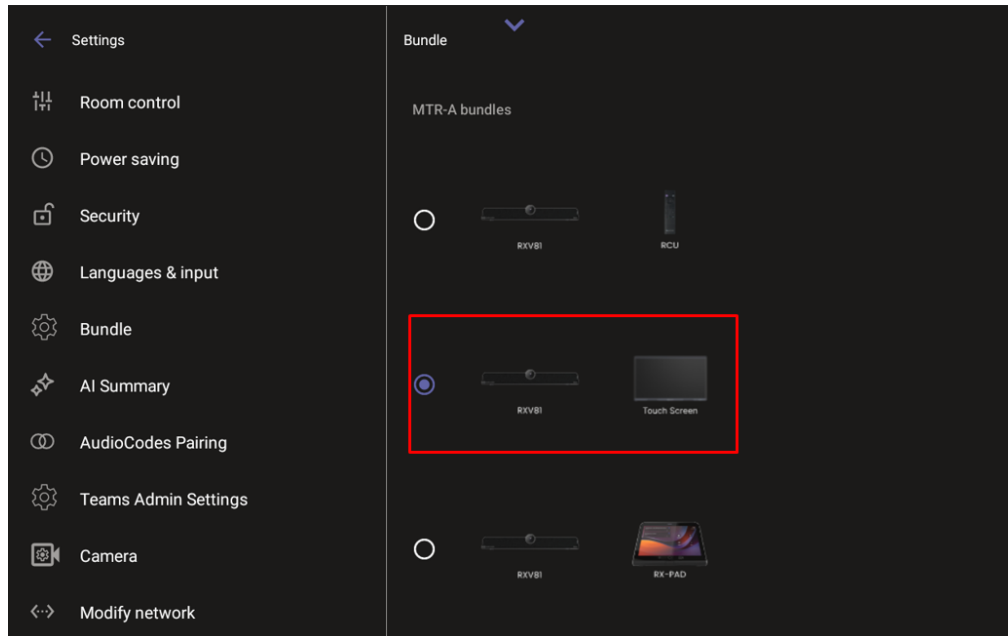 Settings
Room control
Power saving
Security
Languages & input
Bundle
AI Summary
AudioCodes Pairing
Teams Admin Settings
Camera
Modify network
Bundle
MTR-A bundles
RXV81
RCU
RXV81
Touch Screen
RXV81
RX-PAD